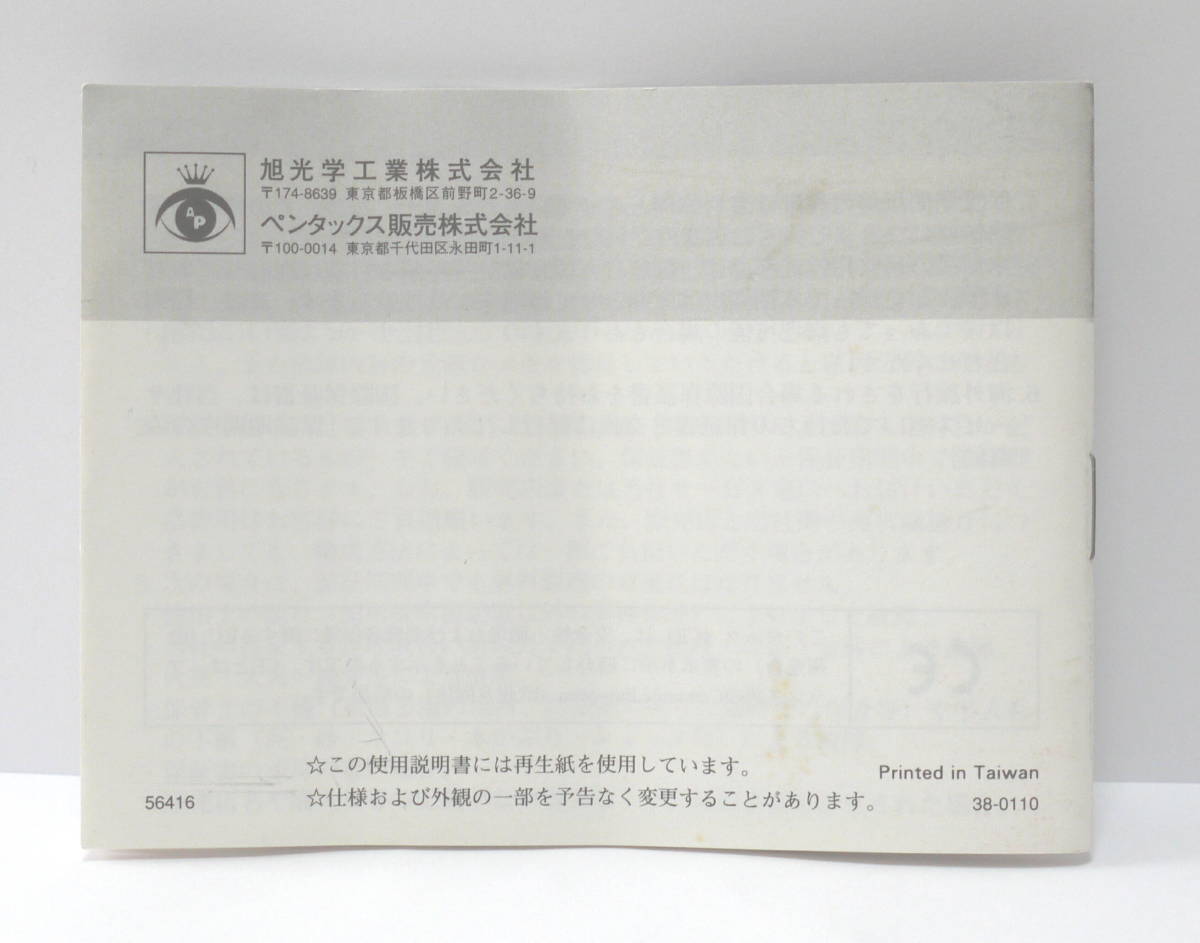 AP
旭光学工業株式会社
〒174-8639 東京都板橋区前野町2-36-9
ペンタックス販売株式会社
〒100-0014 東京都千代田区永田町1-11-1
☆この使用説明書には再生紙を使用しています。
☆仕様および外観の一部を予告なく変更することがあります。
56416
Printed in Taiwan
38-0110